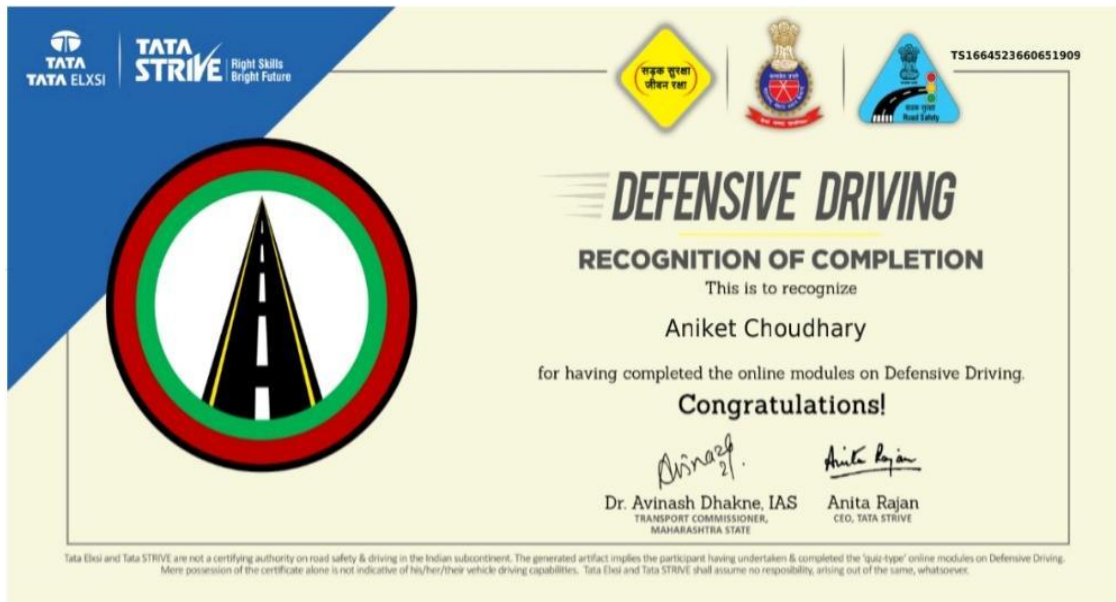 TATA
TATA ELXSI
TATA
STRIVE
Right Skills
Bright Future
सड़क सुरक्षा
जीवन रक्षा
सड़क सुरक्षा
Road Safety
TS1664523660651909
DEFENSIVE DRIVING
RECOGNITION OF COMPLETION
This is to recognize
Aniket Choudhary
for having completed the online modules on Defensive Driving.
Congratulations!
Avinash
Anita Rajan
Dr. Avinash Dhakne, IAS
TRANSPORT COMMISSIONER,
MAHARASHTRA STATE
Anita Rajan
CEO, TATA STRIVE
Tata Elxsi and Tata STRIVE are not a certifying authority on road safety & driving in the Indian subcontinent. The generated artifact implies the participant having undertaken & completed the 'quiz-type' online modules on Defensive Driving.
Mere possession of the certificate alone is not indicative of his/her/their vehicle driving capabilities. Tata Elxsi and Tata STRIVE shall assume no resposibility, arising out of the same, whatsoever.